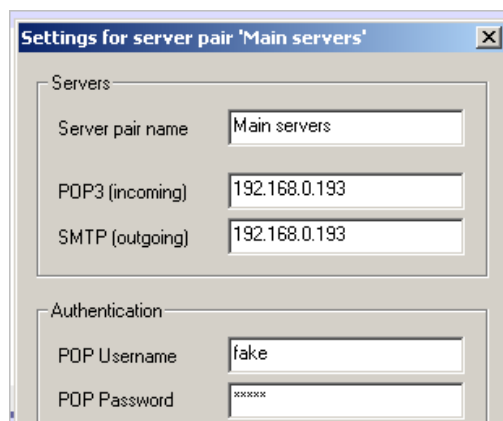 Settings for server pair 'Main servers'
Servers
Server pair name Main servers
POP3 (incoming) 192.168.0.193
SMTP (outgoing) 192.168.0.193
Authentication
POP Username fake
POP Password xxxxx